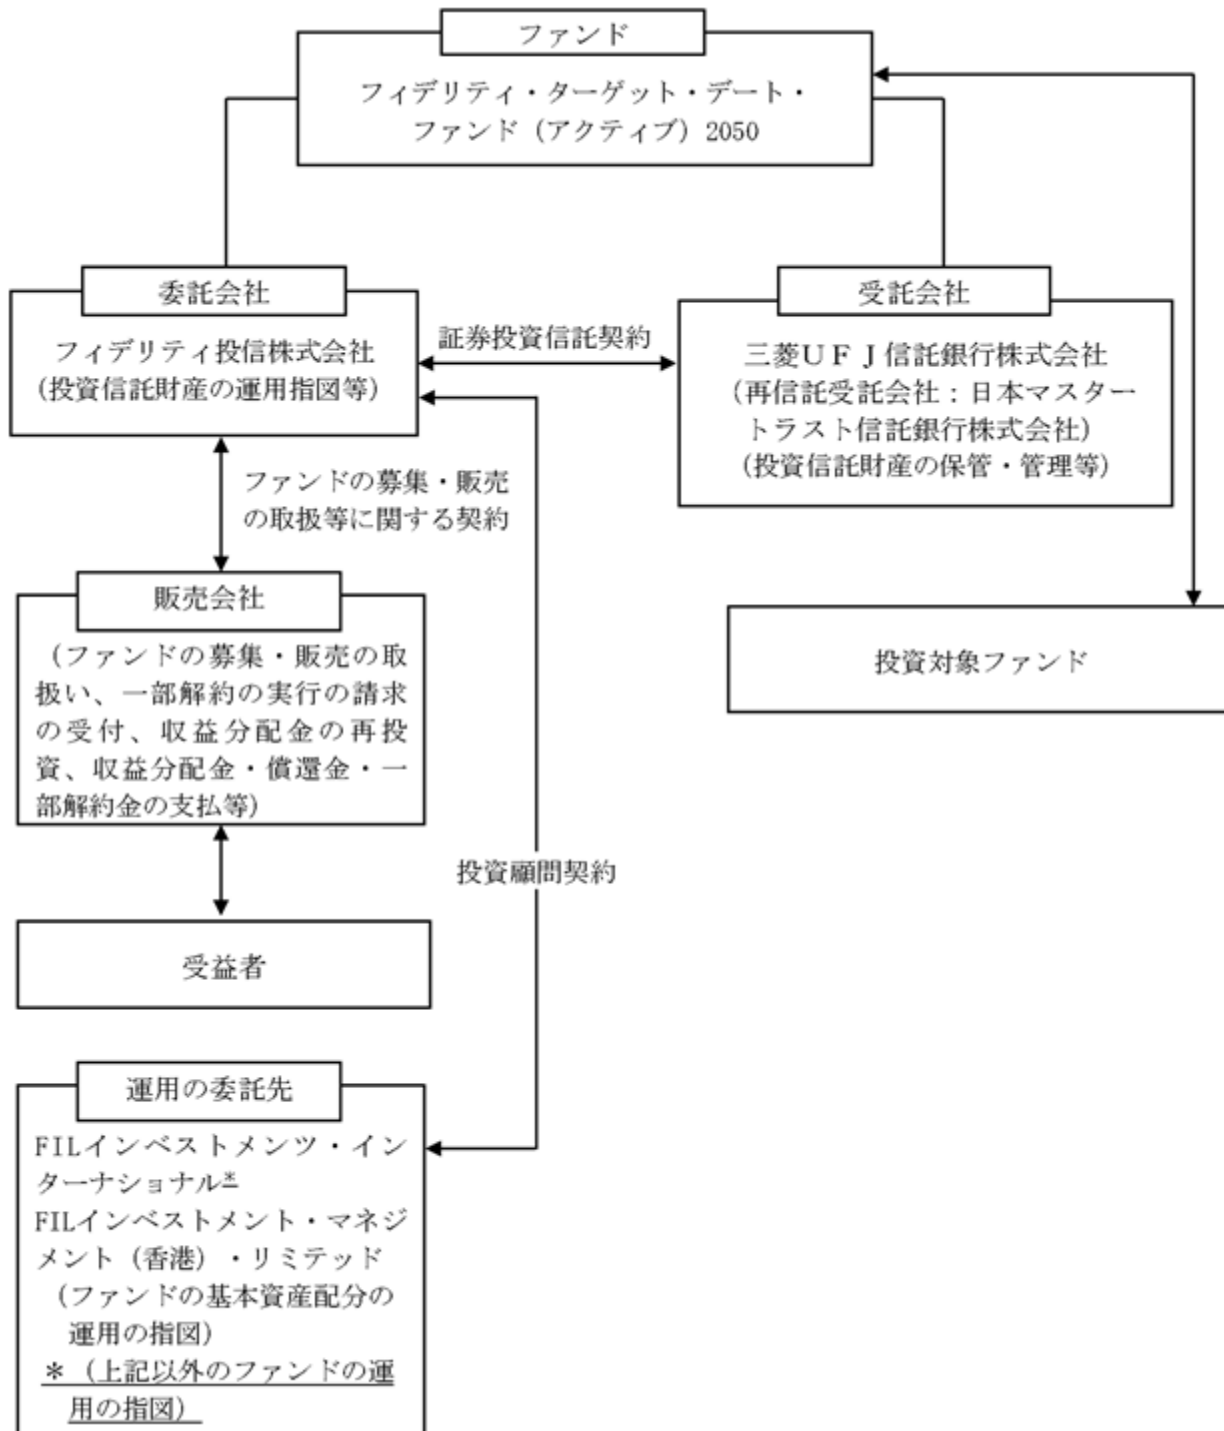 ファンド
フィデリティ・ターゲット・デート・
ファンド（アクティブ）2050
委託会社
フィデリティ投信株式会社
（投資信託財産の運用指図等）
証券投資信託契約
受託会社
三菱ＵＦＪ信託銀行株式会社
（再信託受託会社：日本マスター
トラスト信託銀行株式会社）
（投資信託財産の保管・管理等）
ファンドの募集・販売
の取扱等に関する契約
販売会社
（ファンドの募集・販売の取
扱い、一部解約の実行の請求
の受付、収益分配金の再投
資、収益分配金・償還金・一
部解約金の支払等）
投資対象ファンド
投資顧問契約
受益者
運用の委託先
FILインベストメンツ・イン
ターナショナル＊
FILインベストメント・マネジ
メント（香港）・リミテッド
（ファンドの基本資産配分の
運用の指図）
＊（上記以外のファンドの運
用の指図）